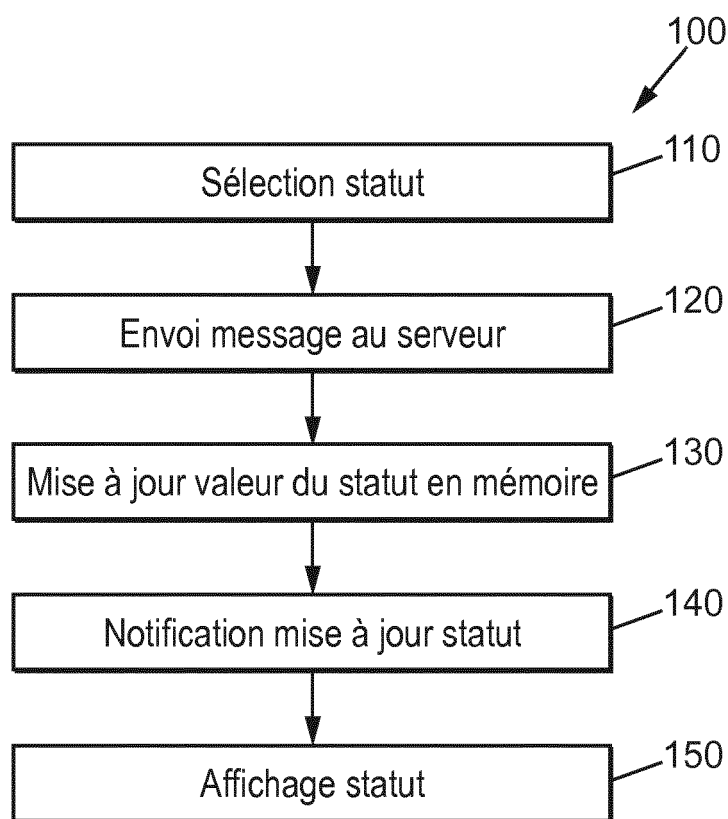 100
Sélection statut
110
Envoi message au serveur
120
Mise à jour valeur du statut en mémoire
130
Notification mise à jour statut
140
Affichage statut
150